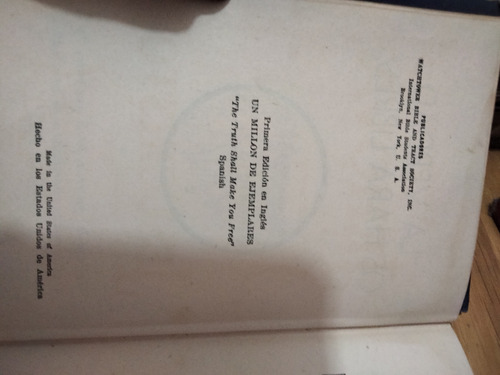 PUBLICADORES
WATCHTOWER BIBLE AND TRACT SOCIETY, INC.
International Bible Students Association
Brooklyn, New York, U. S. A.
Primera Edición en Inglés
UN MILLON DE EJEMPLARES
"The Truth Shall Make You Free"
Spanish
Made in the United States of America
Hecho en los Estados Unidos de América